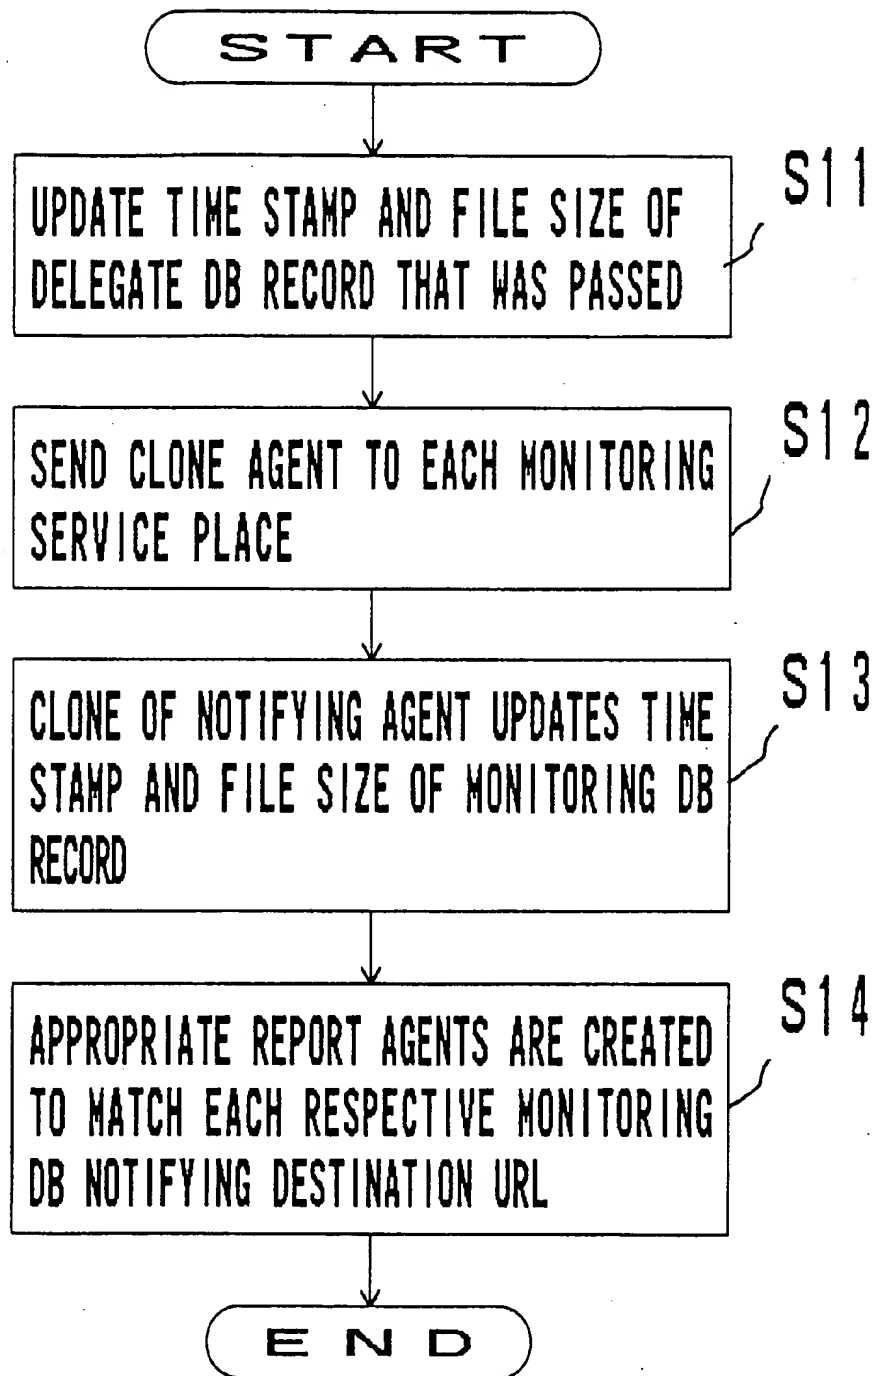 START
S11
UPDATE TIME STAMP AND FILE SIZE OF
DELEGATE DB RECORD THAT WAS PASSED
S12
SEND CLONE AGENT TO EACH MONITORING
SERVICE PLACE
S13
CLONE OF NOTIFYING AGENT UPDATES TIME
STAMP AND FILE SIZE OF MONITORING DB
RECORD
S14
APPROPRIATE REPORT AGENTS ARE CREATED
TO MATCH EACH RESPECTIVE MONITORING
DB NOTIFYING DESTINATION URL
END